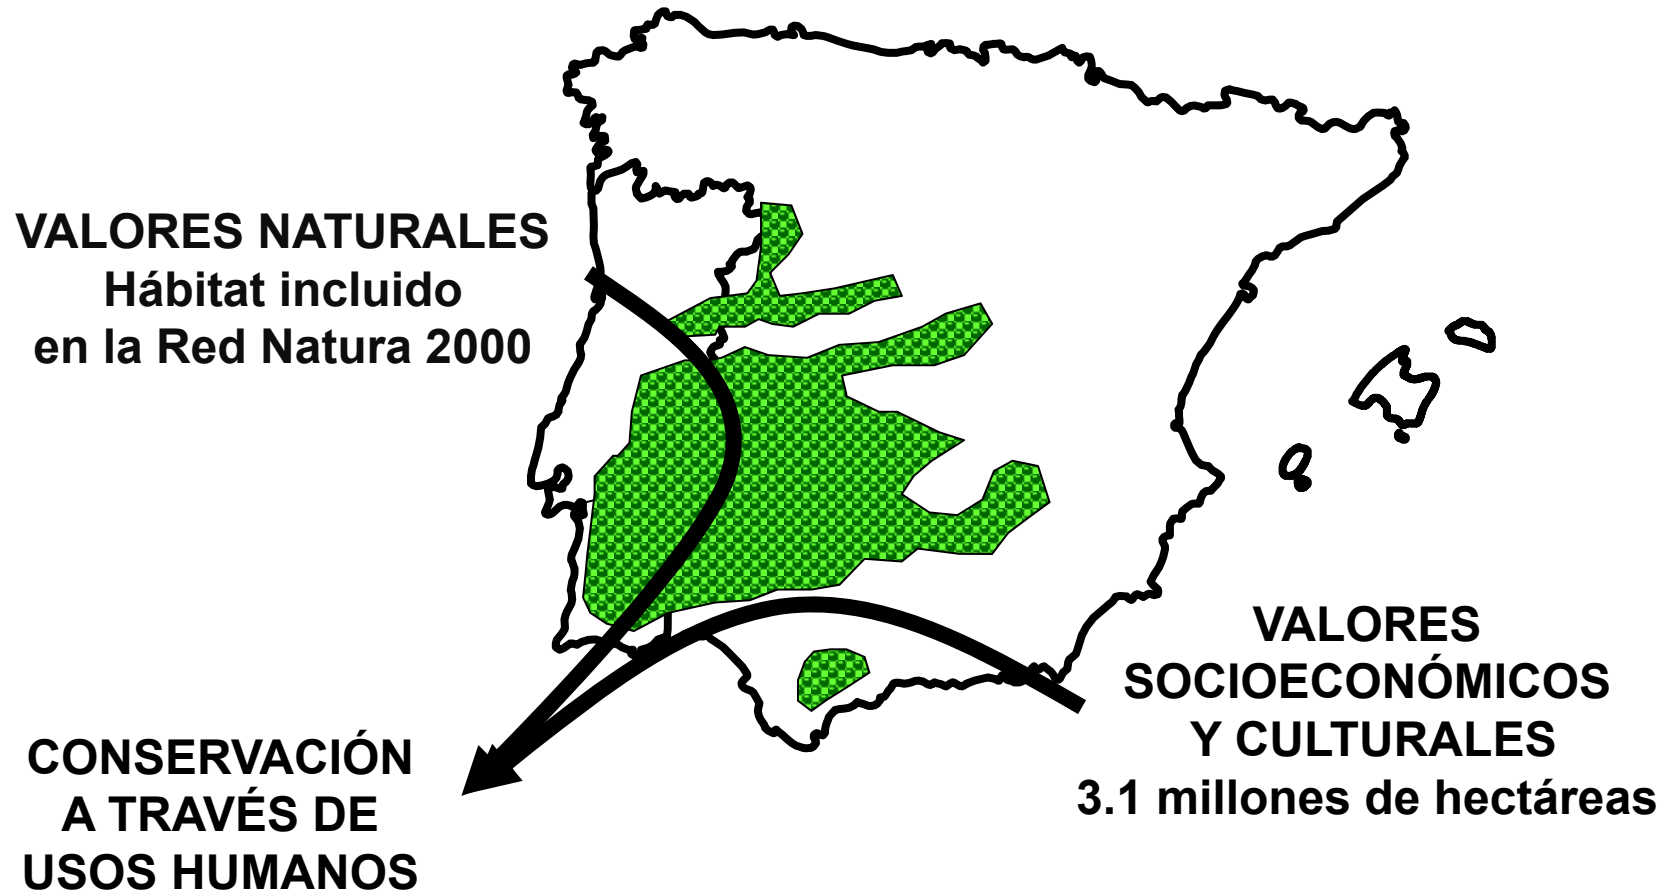 VALORES NATURALES
Hábitat incluido
en la Red Natura 2000
VALORES
SOCIOECONÓMICOS
Y CULTURALES
3.1 millones de hectáreas
CONSERVACIÓN
A TRAVÉS DE
USOS HUMANOS